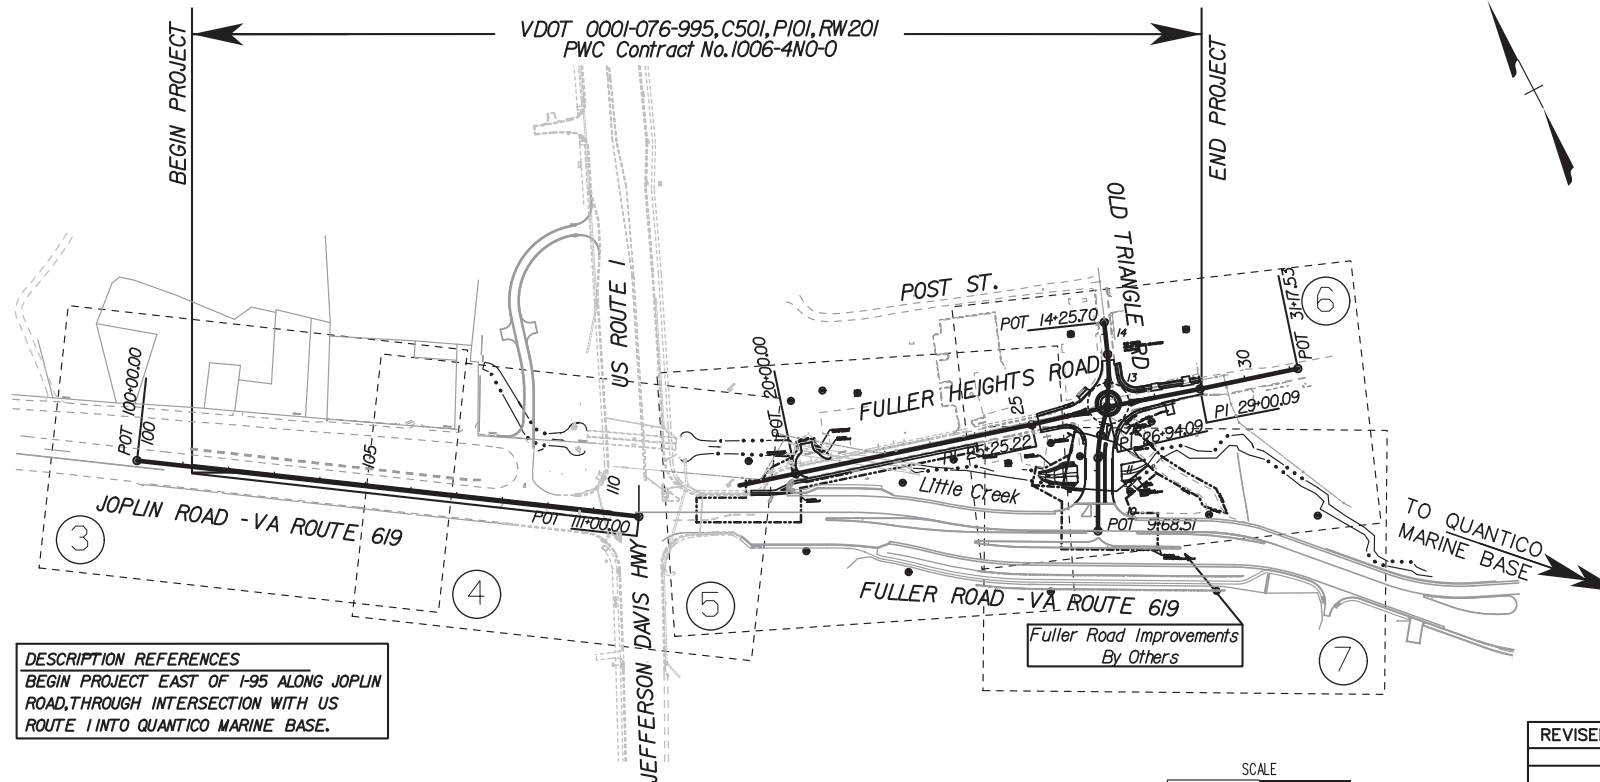 VDOT 0001-076-995, C501, P101, RW201
PWC Contract No. 1006-4N0-0
BEGIN PROJECT
END PROJECT
US ROUTE 1
OLD TRIANGLE RD
POST ST.
POT 14+25.70
14
13
POT 31+17.53
6
30
POT 100+00.00
100
POT 20+00.00
FULLER HEIGHTS ROAD
25
PI 29+00.09
PI 26+94.09
PI 25+25.22
105
110
11
10
Little Creek
JOPLIN ROAD - VA ROUTE 619
POT 111+00.00
POT 9+68.51
TO QUANTICO
MARINE BASE
3
4
5
FULLER ROAD - VA ROUTE 619
JEFFERSON DAVIS HWY
Fuller Road Improvements
By Others
7
DESCRIPTION REFERENCES
BEGIN PROJECT EAST OF I-95 ALONG JOPLIN
ROAD, THROUGH INTERSECTION WITH US
ROUTE 1 INTO QUANTICO MARINE BASE.
SCALE